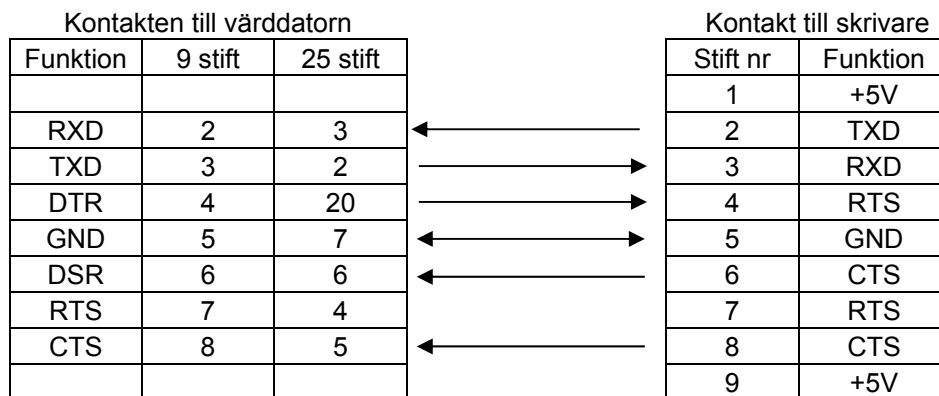 Kontakten till värddatorn Kontakt till skrivare
Funktion 9 stift 25 stift Stift nr Funktion
1 +5V
RXD 2 3 2 TXD
TXD 3 2 3 RXD
DTR 4 20 4 RTS
GND 5 7 5 GND
DSR 6 6 6 CTS
RTS 7 4 7 RTS
CTS 8 5 8 CTS
9 +5V